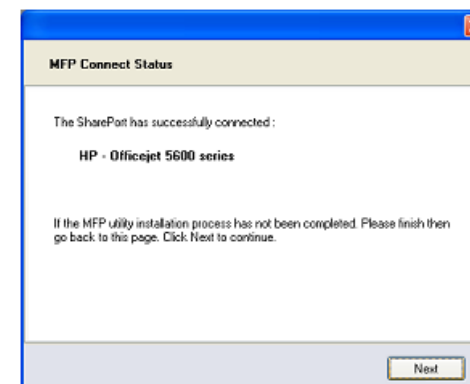 MFP Connect Status
The SharePort has successfully connected :
HP - Officejet 5600 series
If the MFP utility installation process has not been completed. Please finish then
go back to this page. Click Next to continue.
Next